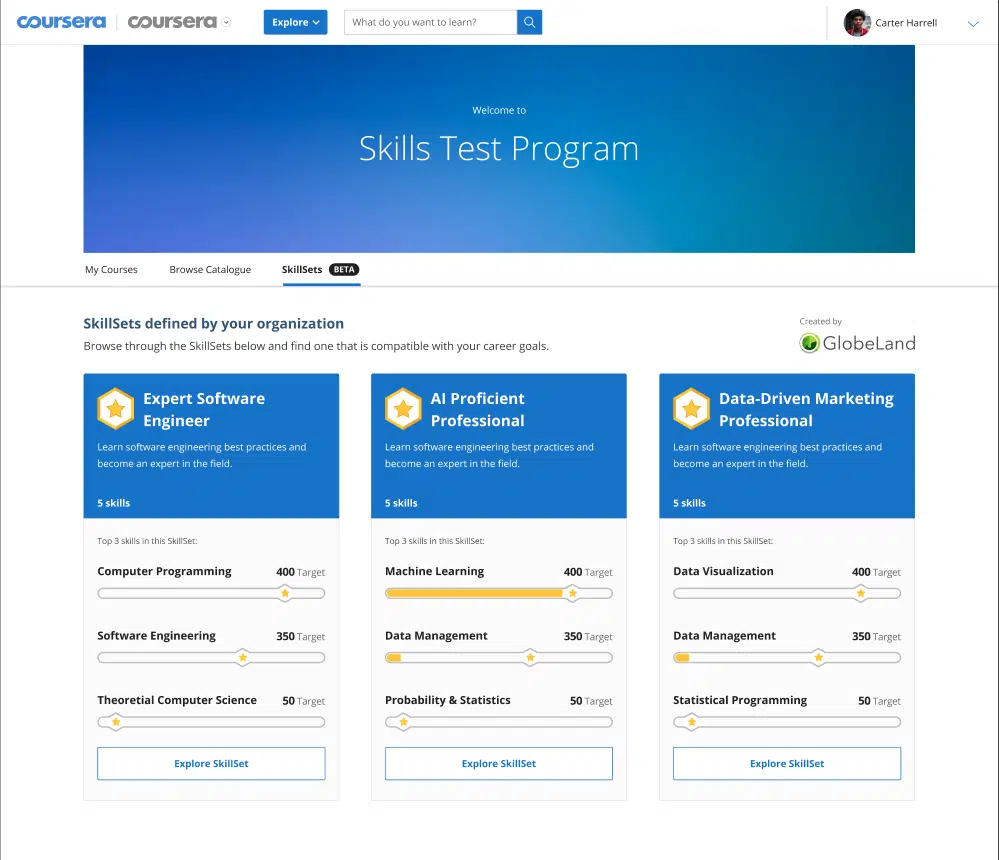 coursera coursera Explore What do you want to learn? Carter Harrell
Welcome to
Skills Test Program
My Courses Browse Catalogue SkillSets BETA
SkillSets defined by your organization
Browse through the SkillSets below and find one that is compatible with your career goals.
Created by
GlobeLand
Expert Software
Engineer
Learn software engineering best practices and
become an expert in the field.
5 skills
Top 3 skills in this SkillSet:
Computer Programming 400 Target
Software Engineering 350 Target
Theoretial Computer Science 50 Target
Explore SkillSet
AI Proficient
Professional
Learn software engineering best practices and
become an expert in the field.
5 skills
Top 3 skills in this SkillSet:
Machine Learning 400 Target
Data Management 350 Target
Probability & Statistics 50 Target
Explore SkillSet
Data-Driven Marketing
Professional
Learn software engineering best practices and
become an expert in the field.
5 skills
Top 3 skills in this SkillSet:
Data Visualization 400 Target
Data Management 350 Target
Statistical Programming 50 Target
Explore SkillSet